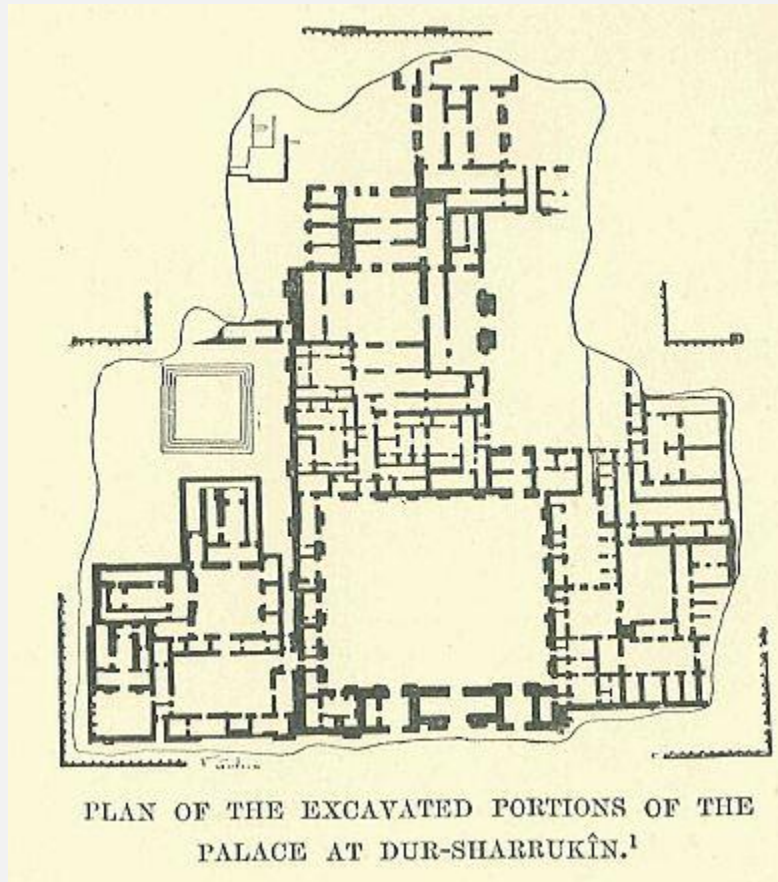 PLAN OF THE EXCAVATED PORTIONS OF THE
PALACE AT DUR-SHARRUKÎN.¹